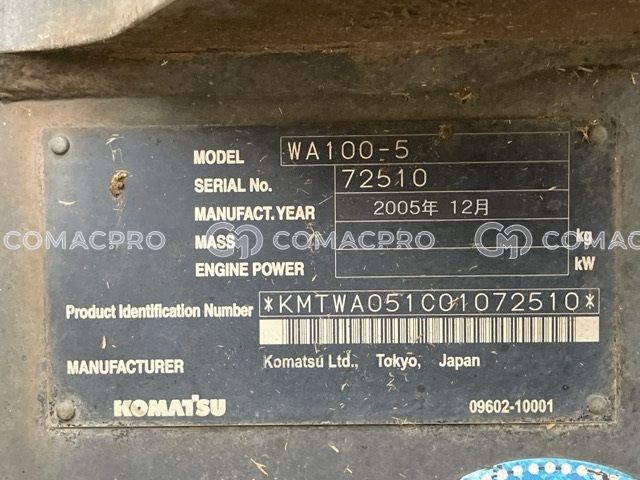 MODEL WA100-5
SERIAL No. 72510
MANUFACT.YEAR 2005年 12月
MASS kg
ENGINE POWER kW
COMACPRO COMACPRO COMACPRO
Product Identification Number *KMTWA051C01072510*
MANUFACTURER Komatsu Ltd., Tokyo, Japan
KOMATSU 09602-10001